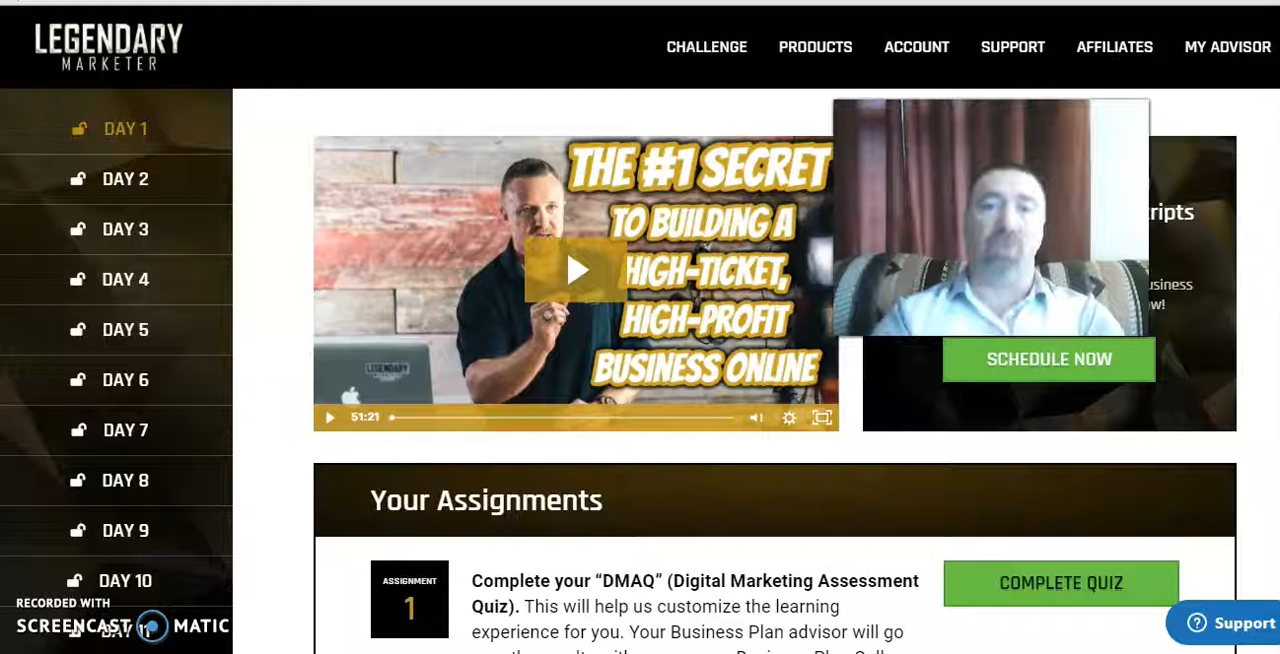 LEGENDARY
MARKETER
CHALLENGE PRODUCTS ACCOUNT SUPPORT AFFILIATES MY ADVISOR
DAY 1
DAY 2
DAY 3
DAY 4
DAY 5
DAY 6
DAY 7
DAY 8
DAY 9
DAY 10
DAY 11
RECORDED WITH
SCREENCAST MATIC
THE #1 SECRET
TO BUILDING A
HIGH-TICKET,
HIGH-PROFIT
BUSINESS ONLINE
LEGENDARY
51:21
cripts
usiness
w!
SCHEDULE NOW
Your Assignments
ASSIGNMENT
1
Complete your “DMAQ” (Digital Marketing Assessment
Quiz). This will help us customize the learning
experience for you. Your Business Plan advisor will go
COMPLETE QUIZ
Support